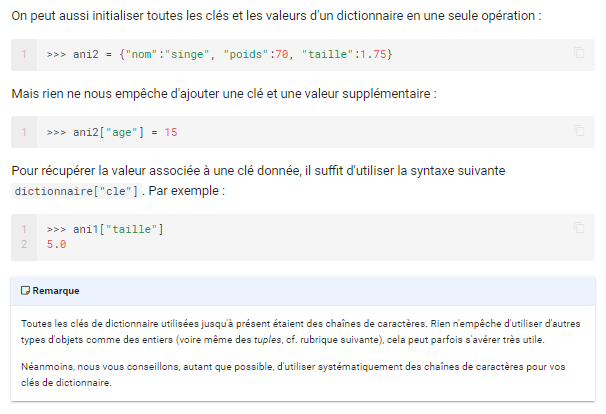 On peut aussi initialiser toutes les clés et les valeurs d'un dictionnaire en une seule opération :
1 >>> ani2 = {"nom":"singe", "poids":70, "taille":1.75}
Mais rien ne nous empêche d'ajouter une clé et une valeur supplémentaire :
1 >>> ani2["age"] = 15
Pour récupérer la valeur associée à une clé donnée, il suffit d'utiliser la syntaxe suivante
dictionnaire["cle"] . Par exemple :
1 >>> ani1["taille"]
2 5.0
Remarque
Toutes les clés de dictionnaire utilisées jusqu'à présent étaient des chaînes de caractères. Rien n'empêche d'utiliser d'autres
types d'objets comme des entiers (voire même des tuples, cf. rubrique suivante), cela peut parfois s'avérer très utile.
Néanmoins, nous vous conseillons, autant que possible, d'utiliser systématiquement des chaînes de caractères pour vos
clés de dictionnaire.